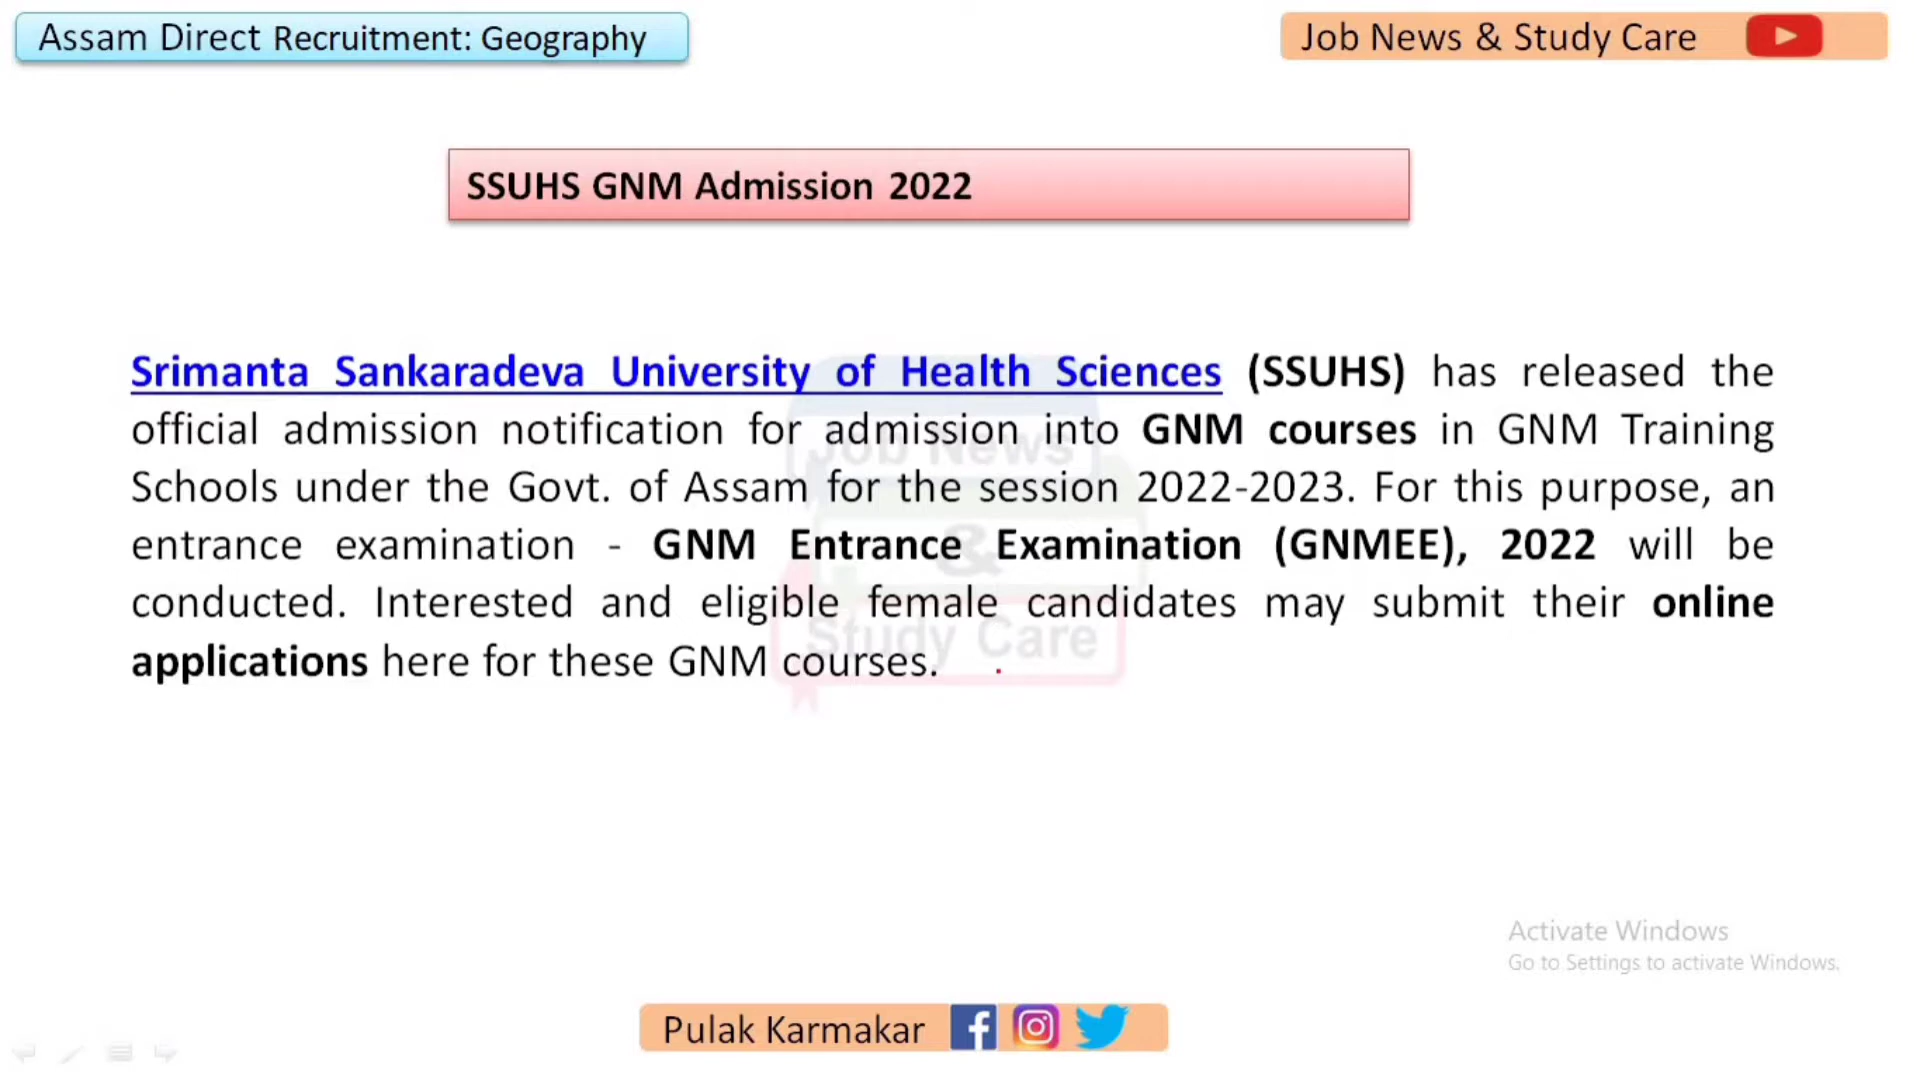 Assam Direct Recruitment: Geography
Job News & Study Care
SSUHS GNM Admission 2022
Srimanta Sankaradeva University of Health Sciences (SSUHS) has released the
official admission notification for admission into GNM courses in GNM Training
Schools under the Govt. of Assam for the session 2022-2023. For this purpose, an
entrance examination - GNM Entrance Examination (GNMEE), 2022 will be
conducted. Interested and eligible female candidates may submit their online
applications here for these GNM courses.
Job News
&
Study Care
Activate Windows
Go to Settings to activate Windows.
Pulak Karmakar